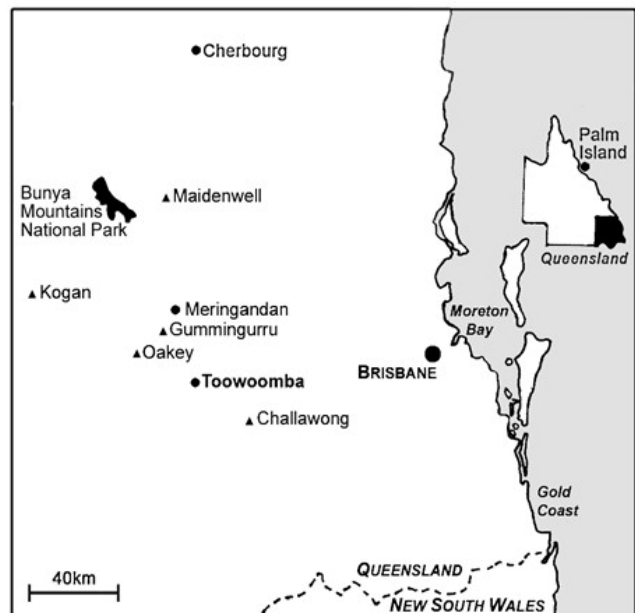 Cherbourg
Palm
Island
Bunya
Mountains
National Park
Maidenwell
Queensland
Kogan
Meringandan
Moreton
Bay
Gummingurru
Oakey
BRISBANE
Toowoomba
Challawong
Gold
Coast
QUEENSLAND
40km
NEW SOUTH WALES